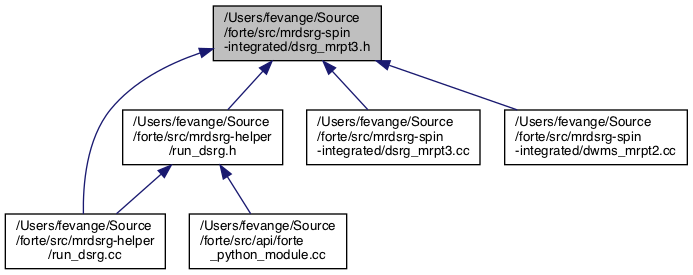 /Users/fevange/Source
/forte/src/mrdsrg-spin
-integrated/dsrg_mrpt3.h
/Users/fevange/Source
/forte/src/mrdsrg-helper
/run_dsrg.h
/Users/fevange/Source
/forte/src/mrdsrg-spin
-integrated/dsrg_mrpt3.cc
/Users/fevange/Source
/forte/src/mrdsrg-spin
-integrated/dwms_mrpt2.cc
/Users/fevange/Source
/forte/src/mrdsrg-helper
/run_dsrg.cc
/Users/fevange/Source
/forte/src/api/forte
_python_module.cc